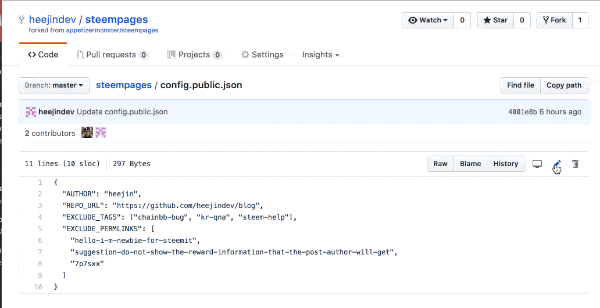 heejindev / steempages
forked from appetizermonster/steempages
Watch 0 Star 0 Fork 1
Code Pull requests 0 Projects 0 Settings Insights
Branch: master steempages / config.public.json Find file Copy path
heejindev Update config.public.json 4001e8b 6 hours ago
2 contributors
11 lines (10 sloc) 297 Bytes Raw Blame History
1 {
2 "AUTHOR": "heejin",
3 "REPO_URL": "https://github.com/heejindev/blog",
4 "EXCLUDE_TAGS": ["chainbb-bug", "kr-qna", "steem-help"],
5 "EXCLUDE_PERMLINKS": [
6 "hello-i-m-newbie-for-steemit",
7 "suggestion-do-not-show-the-reward-information-that-the-post-author-will-get",
8 "7p7sxx"
9 ]
10 }